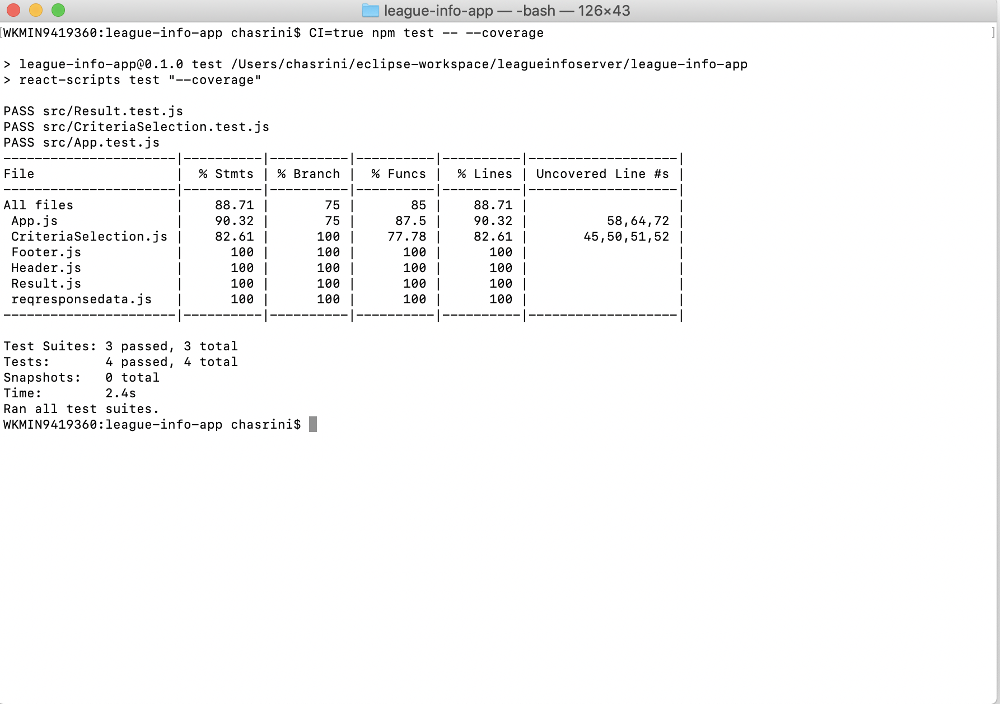 league-info-app — -bash — 126×43
[WKMIN9419360:league-info-app chasrini$ CI=true npm test -- --coverage ]
> league-info-app@0.1.0 test /Users/chasrini/eclipse-workspace/leagueinfoserver/league-info-app
> react-scripts test "--coverage"
PASS src/Result.test.js
PASS src/CriteriaSelection.test.js
PASS src/App.test.js
----------------------|----------|----------|----------|----------|-------------------|
File                  |  % Stmts | % Branch |  % Funcs |  % Lines | Uncovered Line #s |
----------------------|----------|----------|----------|----------|-------------------|
All files             |    88.71 |       75 |       85 |    88.71 |                   |
 App.js               |    90.32 |       75 |     87.5 |    90.32 |          58,64,72 |
 CriteriaSelection.js |    82.61 |      100 |    77.78 |    82.61 |       45,50,51,52 |
 Footer.js            |      100 |      100 |      100 |      100 |                   |
 Header.js            |      100 |      100 |      100 |      100 |                   |
 Result.js            |      100 |      100 |      100 |      100 |                   |
 reqresponsedata.js   |      100 |      100 |      100 |      100 |                   |
----------------------|----------|----------|----------|----------|-------------------|
Test Suites: 3 passed, 3 total
Tests:       4 passed, 4 total
Snapshots:   0 total
Time:        2.4s
Ran all test suites.
WKMIN9419360:league-info-app chasrini$